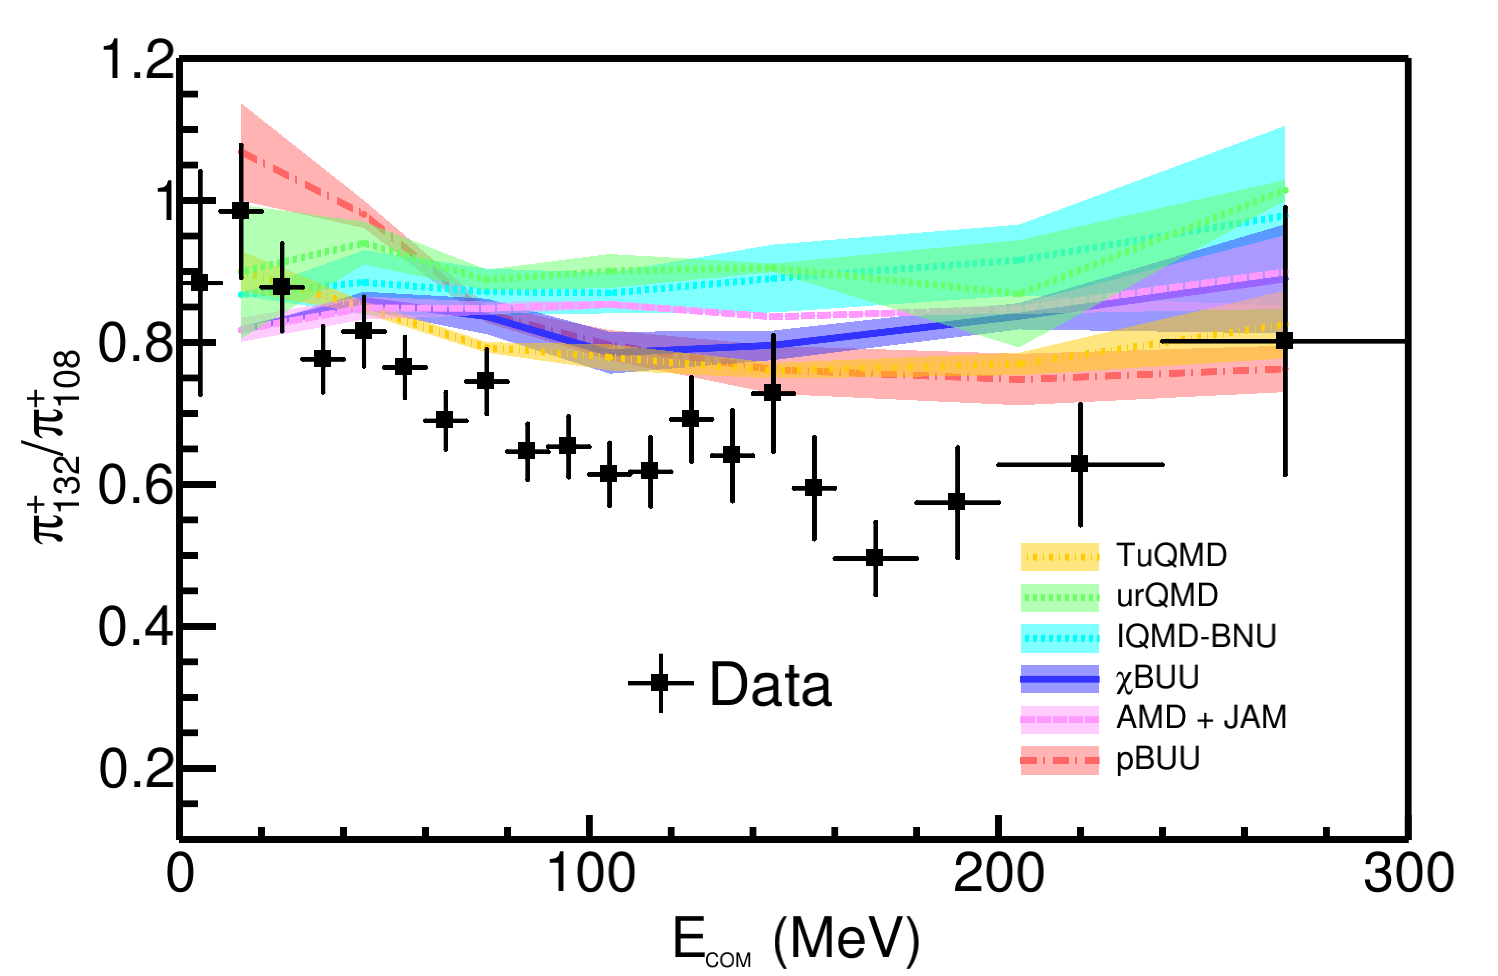 1.2
1
0.8
0.6
0.4
0.2
π⁺₁₃₂/π⁺₁₀₈
TuQMD
urQMD
IQMD-BNU
χBUU
AMD + JAM
pBUU
Data
0 100 200 300
E_COM (MeV)